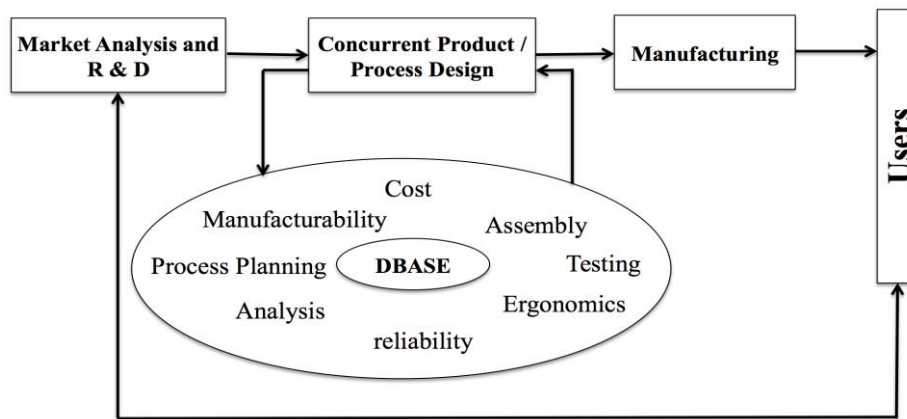 Market Analysis and
R & D
Concurrent Product /
Process Design
Manufacturing
Users
Cost
Manufacturability
Assembly
Process Planning
DBASE
Testing
Analysis
Ergonomics
reliability